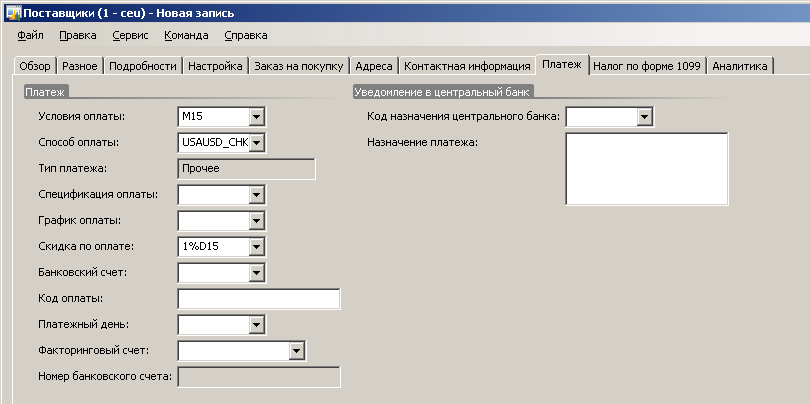 Поставщики (1 - ceu) - Новая запись
Файл Правка Сервис Команда Справка
Обзор Разное Подробности Настройка Заказ на покупку Адреса Контактная информация Платеж Налог по форме 1099 Аналитика
Платеж
Условия оплаты: M15
Способ оплаты: USAUSD_CHK
Тип платежа: Прочее
Спецификация оплаты:
График оплаты:
Скидка по оплате: 1%D15
Банковский счет:
Код оплаты:
Платежный день:
Факторинговый счет:
Номер банковского счета:
Уведомление в центральный банк
Код назначения центрального банка:
Назначение платежа: